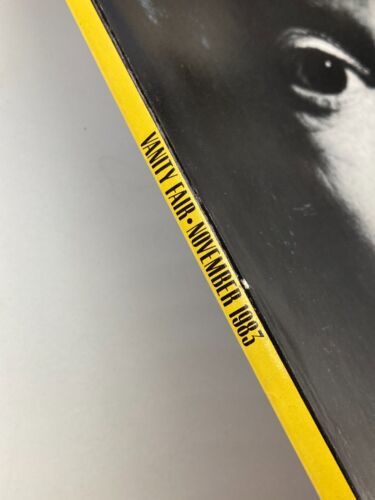 VANITY FAIR • NOVEMBER 1983